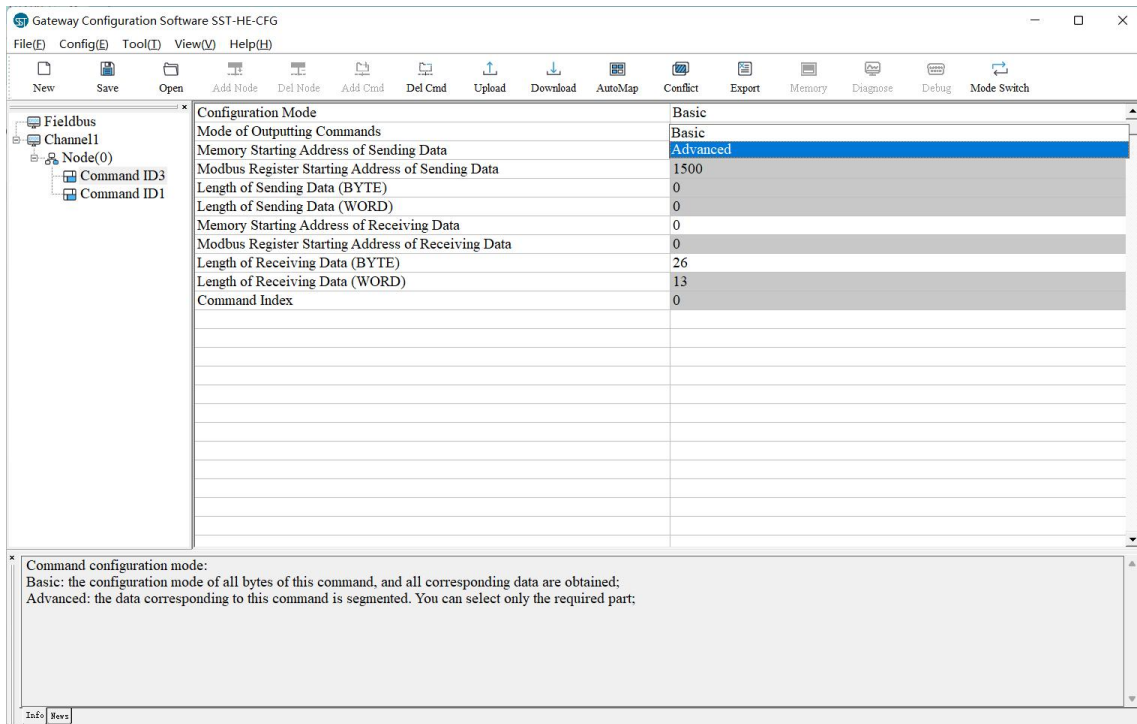 SST Gateway Configuration Software SST-HE-CFG
File(F) Config(E) Tool(T) View(V) Help(H)
New Save Open Add Node Del Node Add Cmd Del Cmd Upload Download AutoMap Conflict Export Memory Diagnose Debug Mode Switch
Fieldbus
Channel1
Node(0)
Command ID3
Command ID1
Configuration Mode Basic
Mode of Outputting Commands Basic
Memory Starting Address of Sending Data Advanced
Modbus Register Starting Address of Sending Data 1500
Length of Sending Data (BYTE) 0
Length of Sending Data (WORD) 0
Memory Starting Address of Receiving Data 0
Modbus Register Starting Address of Receiving Data 0
Length of Receiving Data (BYTE) 26
Length of Receiving Data (WORD) 13
Command Index 0
Command configuration mode:
Basic: the configuration mode of all bytes of this command, and all corresponding data are obtained;
Advanced: the data corresponding to this command is segmented. You can select only the required part;
Info News